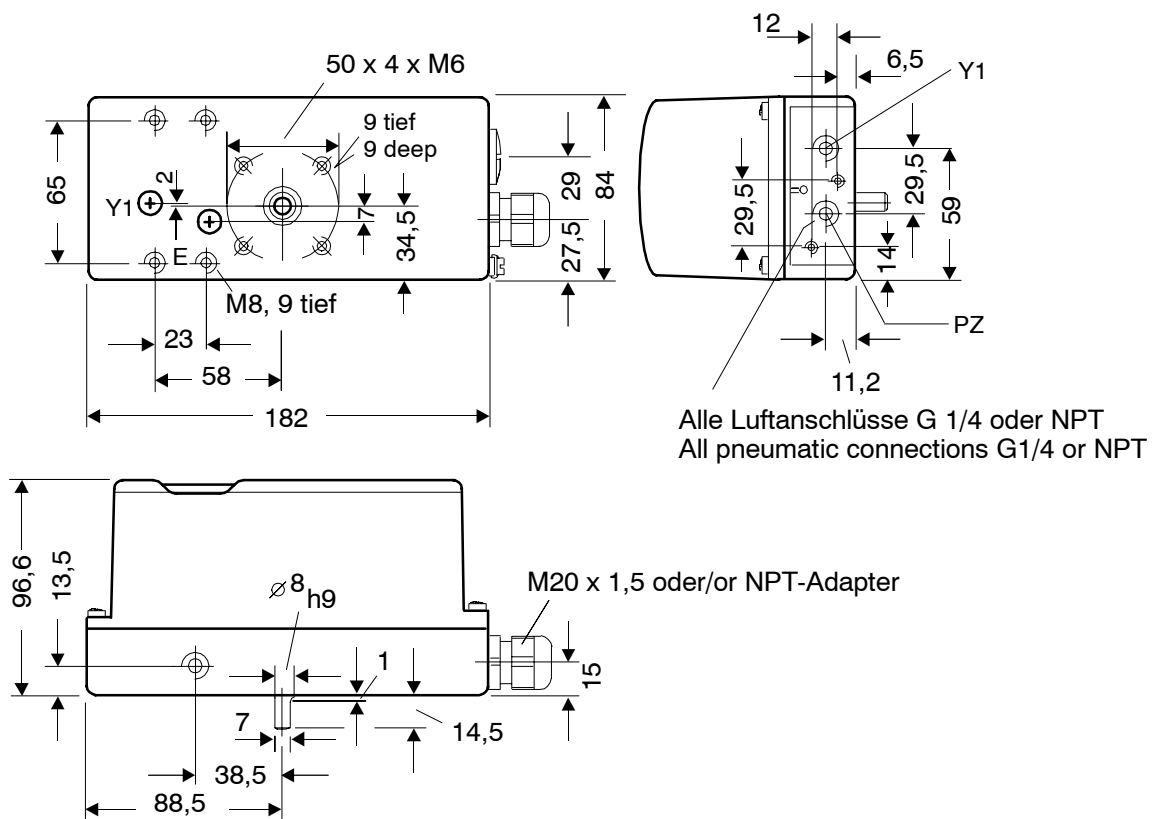 50 x 4 x M6
9 tief
9 deep
65
2
Y1
E
7
34,5
29
27,5
84
M8, 9 tief
23
58
182
12
6,5
Y1
29,5
29,5
59
14
PZ
11,2
Alle Luftanschlüsse G 1/4 oder NPT
All pneumatic connections G1/4 or NPT
96,6
13,5
⌀ 8 h9
M20 x 1,5 oder/or NPT-Adapter
1
15
7
14,5
38,5
88,5